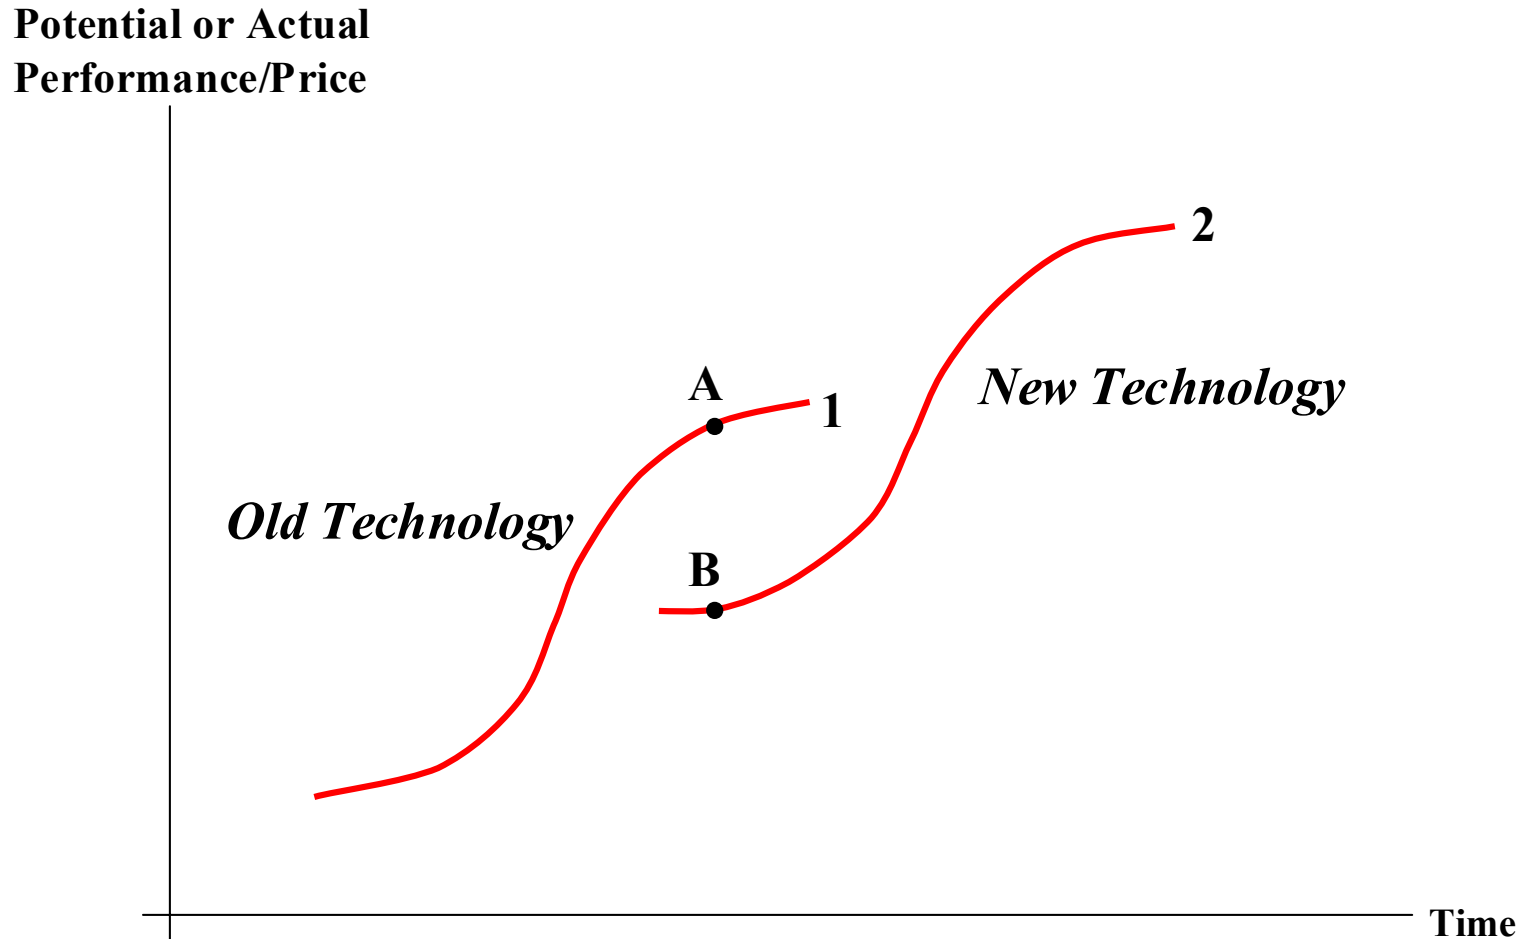 Potential or Actual
Performance/Price
2
New Technology
A
1
Old Technology
B
Time